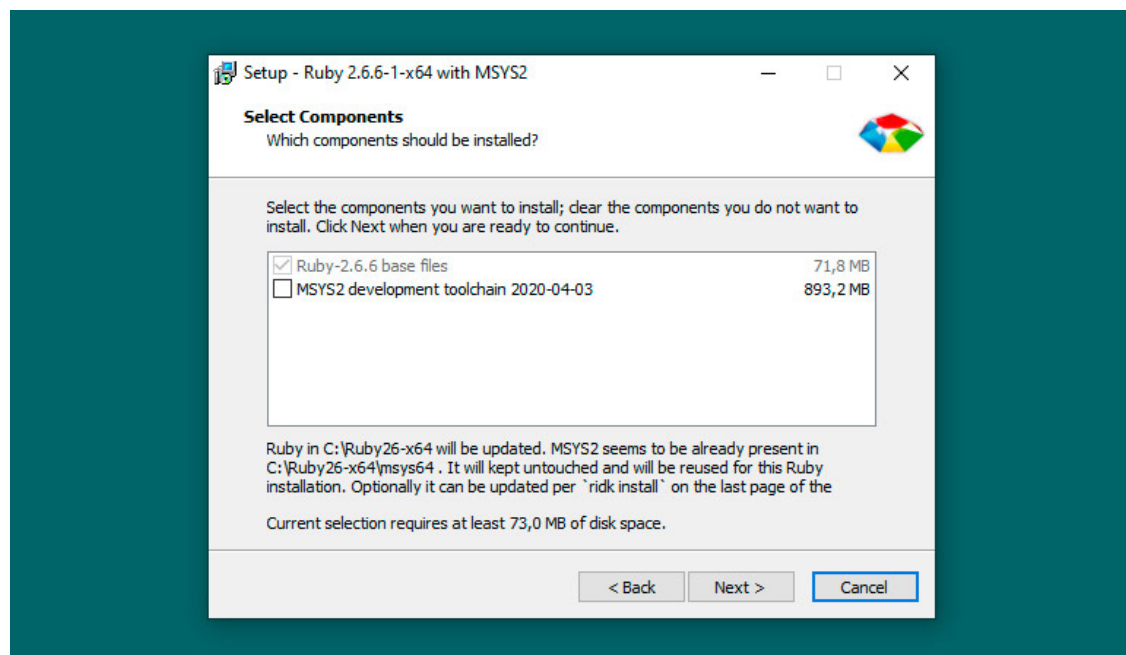 Setup - Ruby 2.6.6-1-x64 with MSYS2
Select Components
Which components should be installed?
Select the components you want to install; clear the components you do not want to
install. Click Next when you are ready to continue.
Ruby-2.6.6 base files 71,8 MB
MSYS2 development toolchain 2020-04-03 893,2 MB
Ruby in C:\Ruby26-x64 will be updated. MSYS2 seems to be already present in
C:\Ruby26-x64\msys64 . It will kept untouched and will be reused for this Ruby
installation. Optionally it can be updated per `ridk install` on the last page of the
Current selection requires at least 73,0 MB of disk space.
< Back Next > Cancel